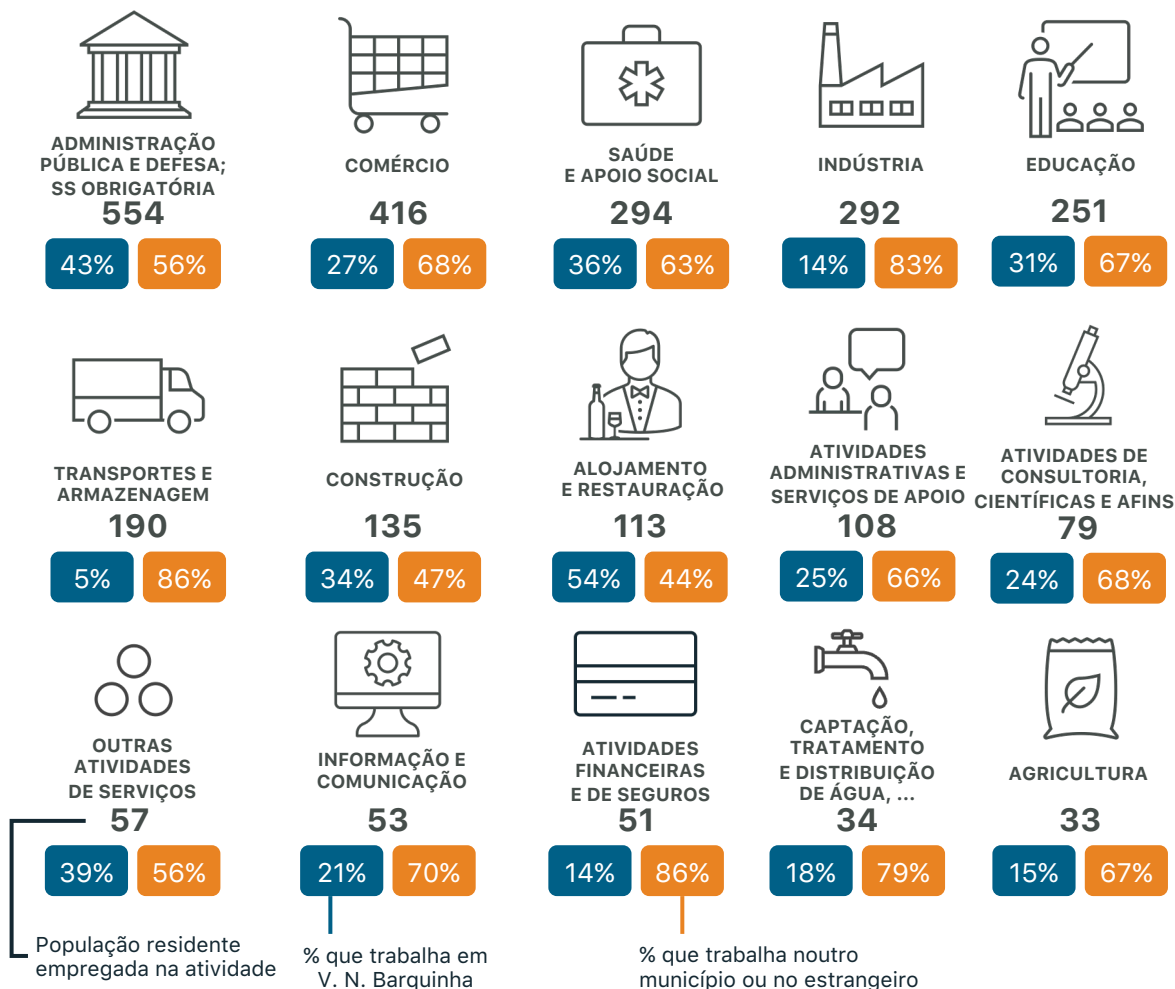 ADMINISTRAÇÃO
PÚBLICA E DEFESA;
SS OBRIGATÓRIA
554
43% 56%
COMÉRCIO
416
27% 68%
SAÚDE
E APOIO SOCIAL
294
36% 63%
INDÚSTRIA
292
14% 83%
EDUCAÇÃO
251
31% 67%
TRANSPORTES E
ARMAZENAGEM
190
5% 86%
CONSTRUÇÃO
135
34% 47%
ALOJAMENTO
E RESTAURAÇÃO
113
54% 44%
ATIVIDADES
ADMINISTRATIVAS E
SERVIÇOS DE APOIO
108
25% 66%
ATIVIDADES DE
CONSULTORIA,
CIENTÍFICAS E AFINS
79
24% 68%
OUTRAS
ATIVIDADES
DE SERVIÇOS
57
39% 56%
INFORMAÇÃO E
COMUNICAÇÃO
53
21% 70%
ATIVIDADES
FINANCEIRAS
E DE SEGUROS
51
14% 86%
CAPTAÇÃO,
TRATAMENTO
E DISTRIBUIÇÃO
DE ÁGUA, ...
34
18% 79%
AGRICULTURA
33
15% 67%
População residente
empregada na atividade
% que trabalha em
V. N. Barquinha
% que trabalha noutro
município ou no estrangeiro